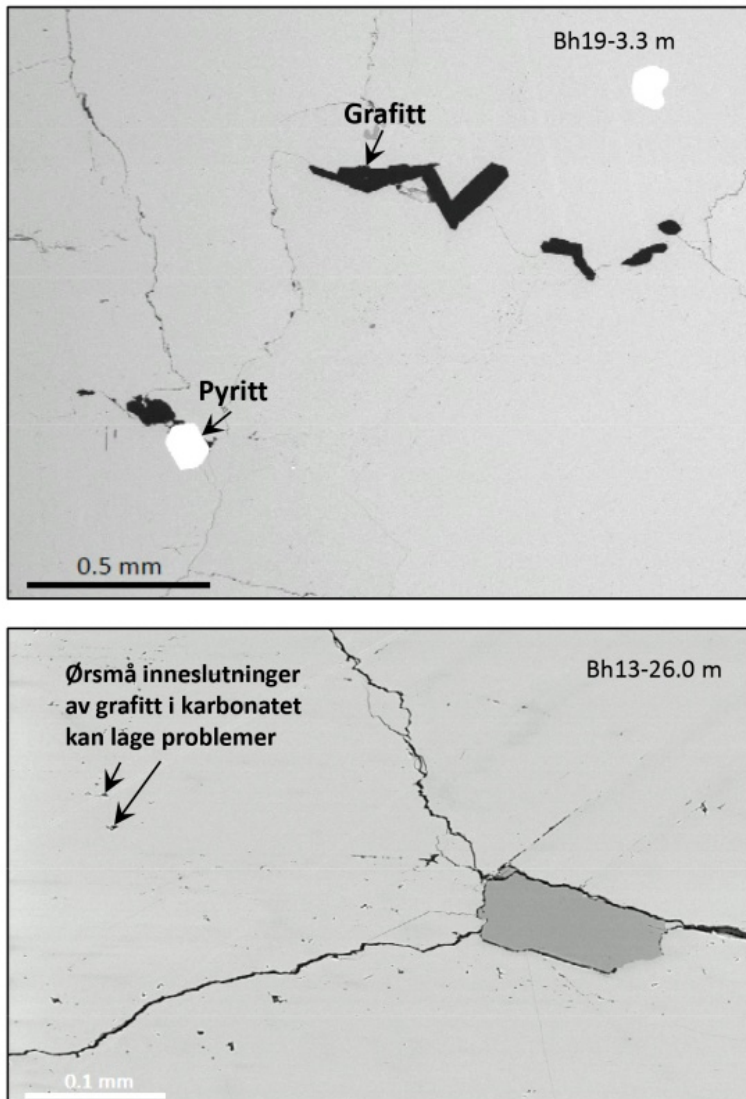 Bh19-3.3 m
Grafitt
Pyritt
0.5 mm
Ørsmå inneslutninger
av grafitt i karbonatet
kan lage problemer
Bh13-26.0 m
0.1 mm